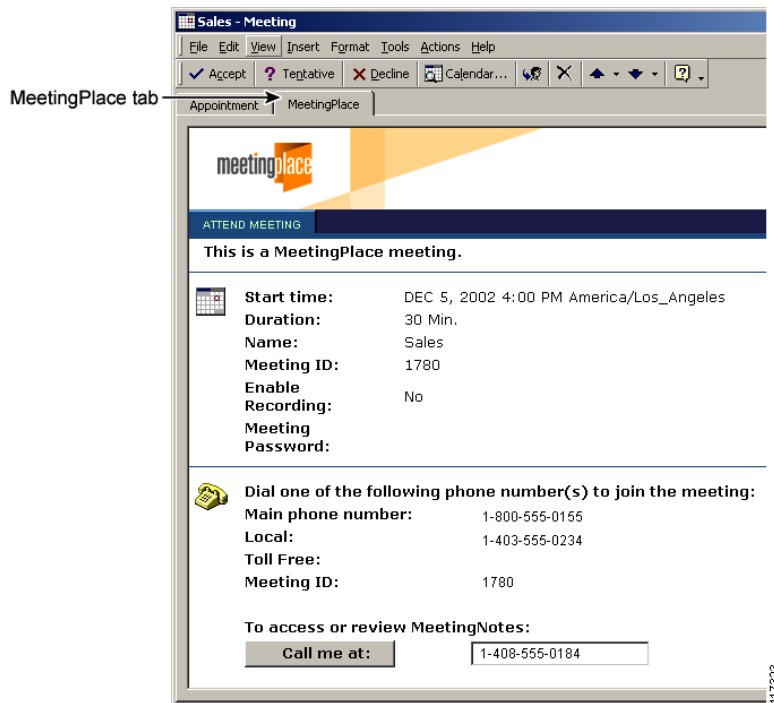 Sales - Meeting
File Edit View Insert Format Tools Actions Help
Accept ? Tentative Decline Calendar...
MeetingPlace tab
Appointment MeetingPlace
meetingplace
ATTEND MEETING
This is a MeetingPlace meeting.
Start time: DEC 5, 2002 4:00 PM America/Los_Angeles
Duration: 30 Min.
Name: Sales
Meeting ID: 1780
Enable
Recording: No
Meeting
Password:
Dial one of the following phone number(s) to join the meeting:
Main phone number: 1-800-555-0155
Local: 1-403-555-0234
Toll Free:
Meeting ID: 1780
To access or review MeetingNotes:
Call me at: 1-408-555-0184